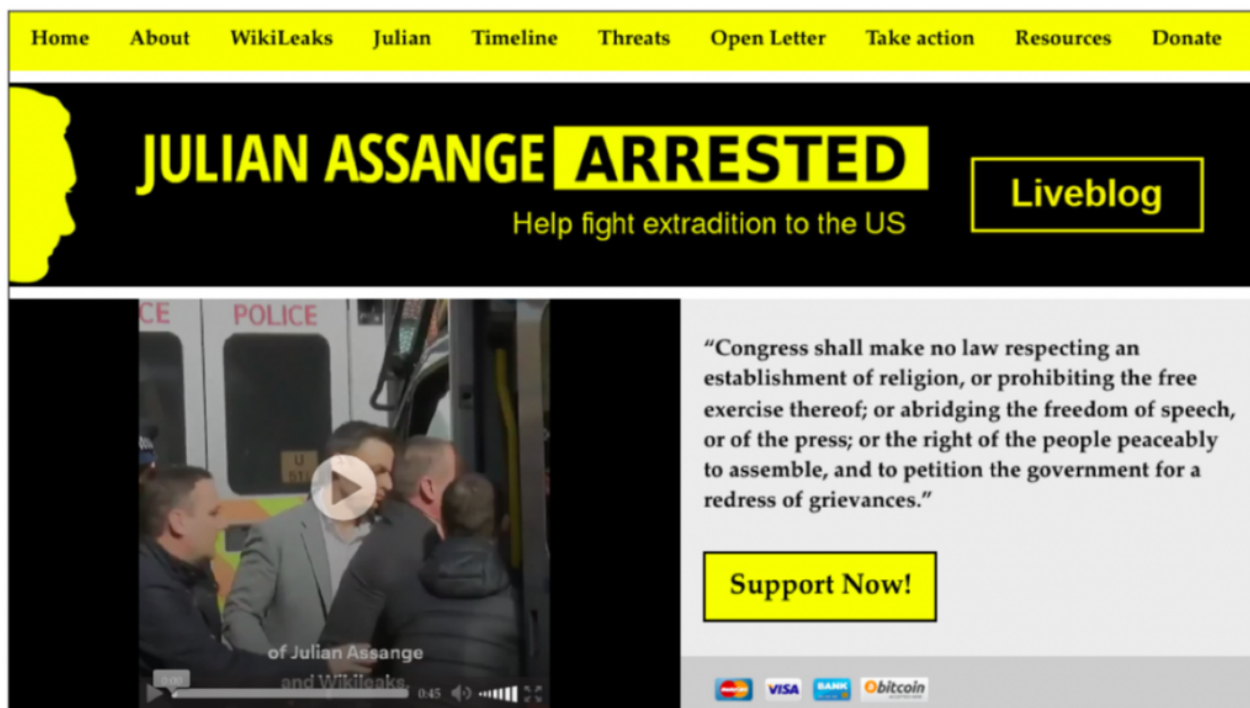 Home About WikiLeaks Julian Timeline Threats Open Letter Take action Resources Donate
JULIAN ASSANGE ARRESTED
Help fight extradition to the US
Liveblog
CE POLICE
U
“Congress shall make no law respecting an
establishment of religion, or prohibiting the free
exercise thereof; or abridging the freedom of speech,
or of the press; or the right of the people peaceably
to assemble, and to petition the government for a
redress of grievances.”
Support Now!
of Julian Assange
and Wikileaks,
0:00
0:45
VISA BANK bitcoin